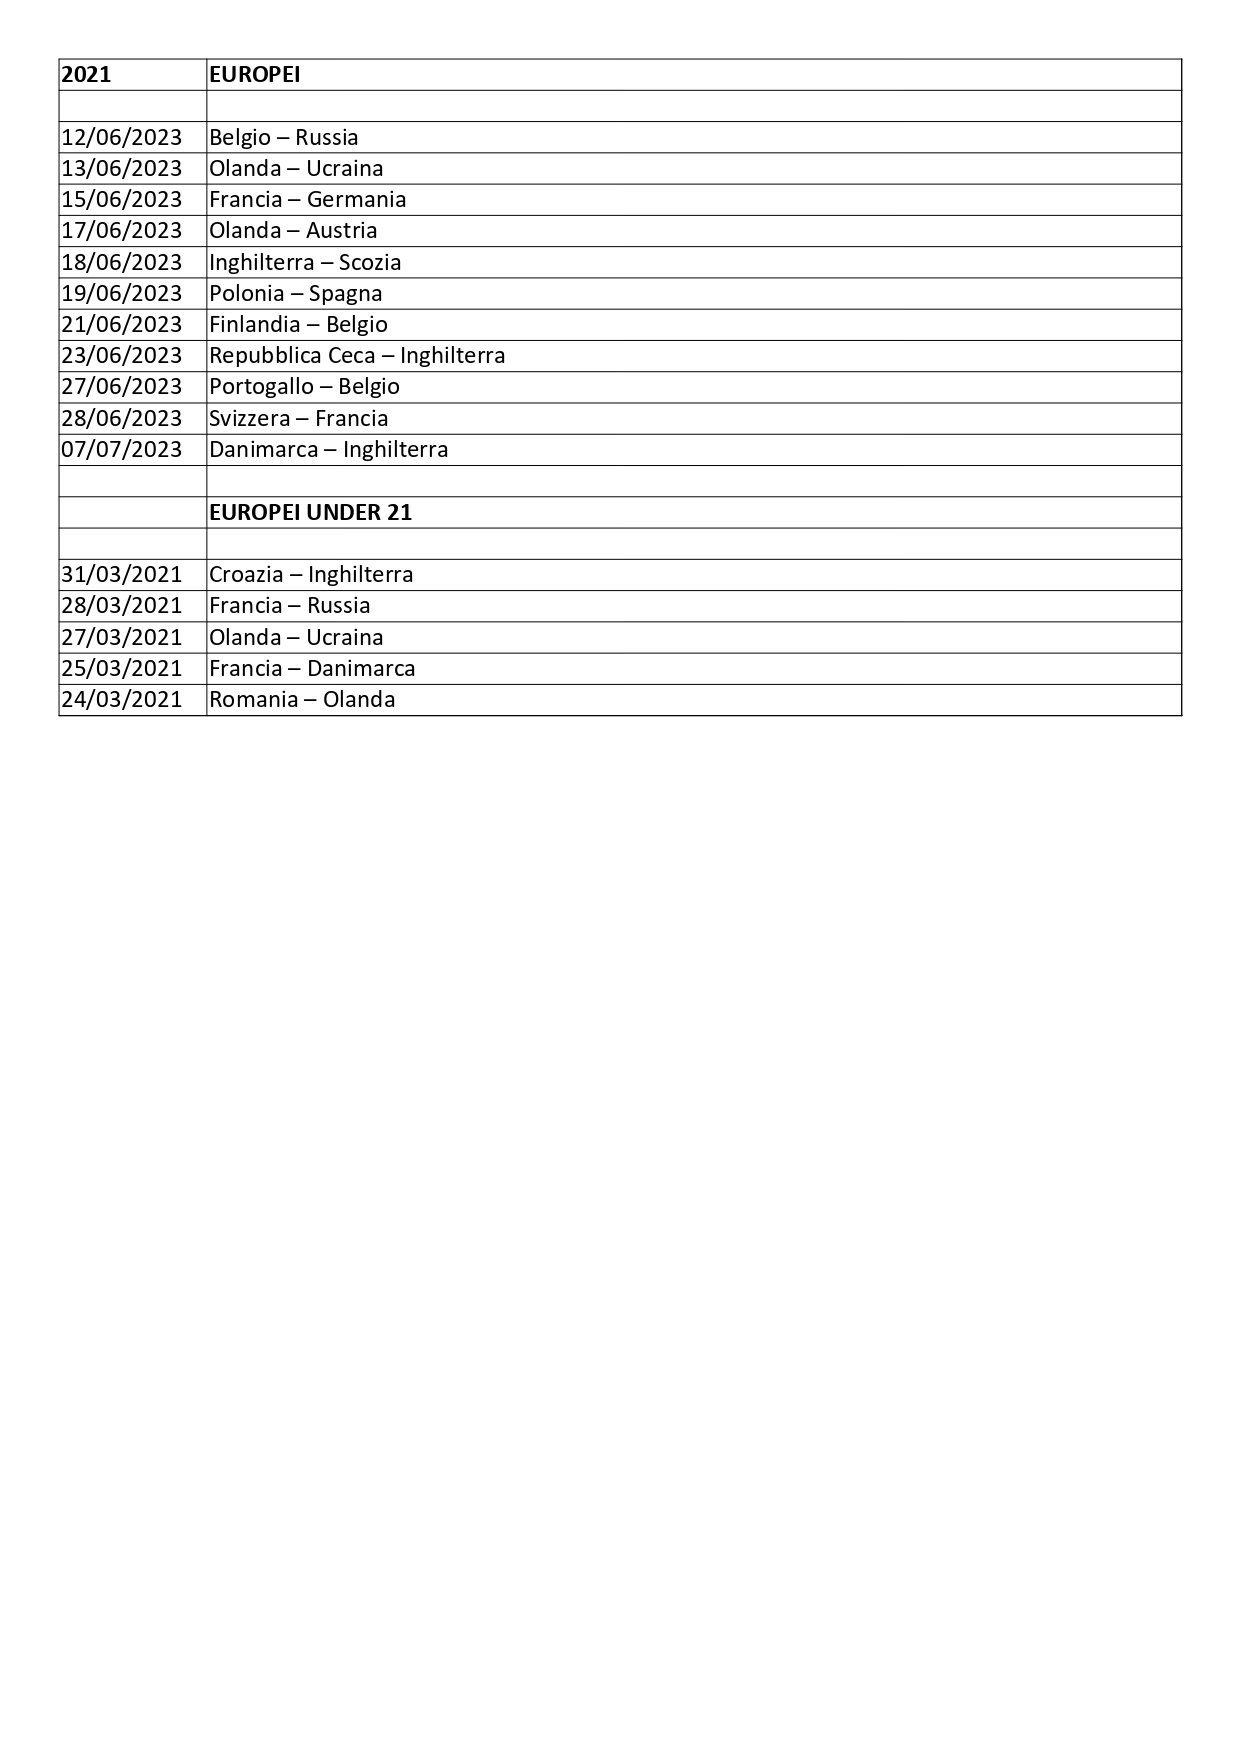 2021 EUROPEI
12/06/2023 Belgio – Russia
13/06/2023 Olanda – Ucraina
15/06/2023 Francia – Germania
17/06/2023 Olanda – Austria
18/06/2023 Inghilterra – Scozia
19/06/2023 Polonia – Spagna
21/06/2023 Finlandia – Belgio
23/06/2023 Repubblica Ceca – Inghilterra
27/06/2023 Portogallo – Belgio
28/06/2023 Svizzera – Francia
07/07/2023 Danimarca – Inghilterra
EUROPEI UNDER 21
31/03/2021 Croazia – Inghilterra
28/03/2021 Francia – Russia
27/03/2021 Olanda – Ucraina
25/03/2021 Francia – Danimarca
24/03/2021 Romania – Olanda